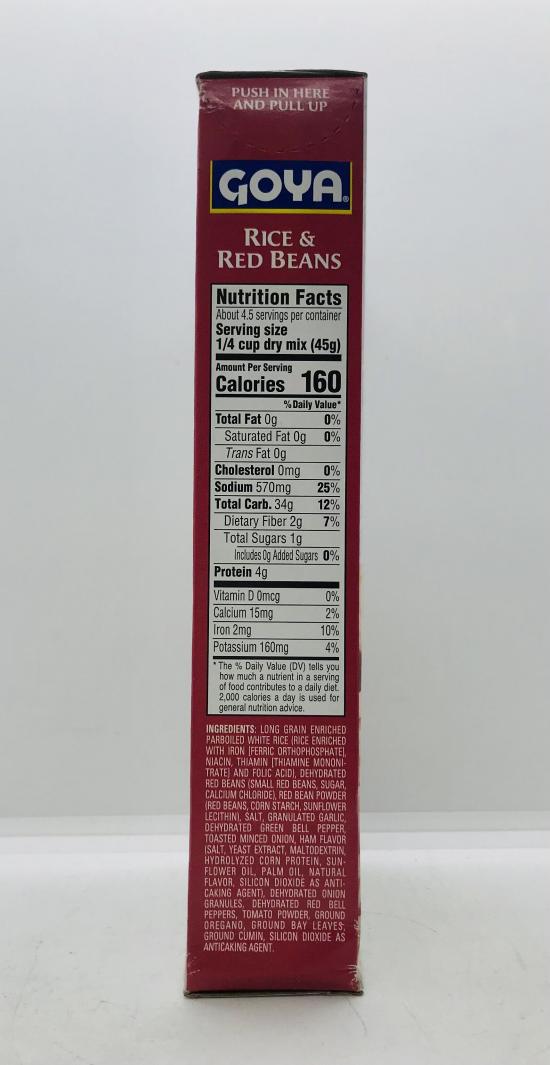 PUSH IN HERE
AND PULL UP
GOYA®
RICE &
RED BEANS
Nutrition Facts
About 4.5 servings per container
Serving size
1/4 cup dry mix (45g)
Amount Per Serving
Calories 160
% Daily Value*
Total Fat 0g 0%
Saturated Fat 0g 0%
Trans Fat 0g
Cholesterol 0mg 0%
Sodium 570mg 25%
Total Carb. 34g 12%
Dietary Fiber 2g 7%
Total Sugars 1g
Includes 0g Added Sugars 0%
Protein 4g
Vitamin D 0mcg 0%
Calcium 15mg 2%
Iron 2mg 10%
Potassium 160mg 4%
* The % Daily Value (DV) tells you
how much a nutrient in a serving
of food contributes to a daily diet.
2,000 calories a day is used for
general nutrition advice.
INGREDIENTS: LONG GRAIN ENRICHED
PARBOILED WHITE RICE (RICE ENRICHED
WITH IRON [FERRIC ORTHOPHOSPHATE],
NIACIN, THIAMIN [THIAMINE MONONI-
TRATE] AND FOLIC ACID), DEHYDRATED
RED BEANS (SMALL RED BEANS, SUGAR,
CALCIUM CHLORIDE), RED BEAN POWDER
(RED BEANS, CORN STARCH, SUNFLOWER
LECITHIN), SALT, GRANULATED GARLIC,
DEHYDRATED GREEN BELL PEPPER,
TOASTED MINCED ONION, HAM FLAVOR
(SALT, YEAST EXTRACT, MALTODEXTRIN,
HYDROLYZED CORN PROTEIN, SUN-
FLOWER OIL, PALM OIL, NATURAL
FLAVOR, SILICON DIOXIDE AS ANTI-
CAKING AGENT), DEHYDRATED ONION
GRANULES, DEHYDRATED RED BELL
PEPPERS, TOMATO POWDER, GROUND
OREGANO, GROUND BAY LEAVES,
GROUND CUMIN, SILICON DIOXIDE AS
ANTICAKING AGENT.